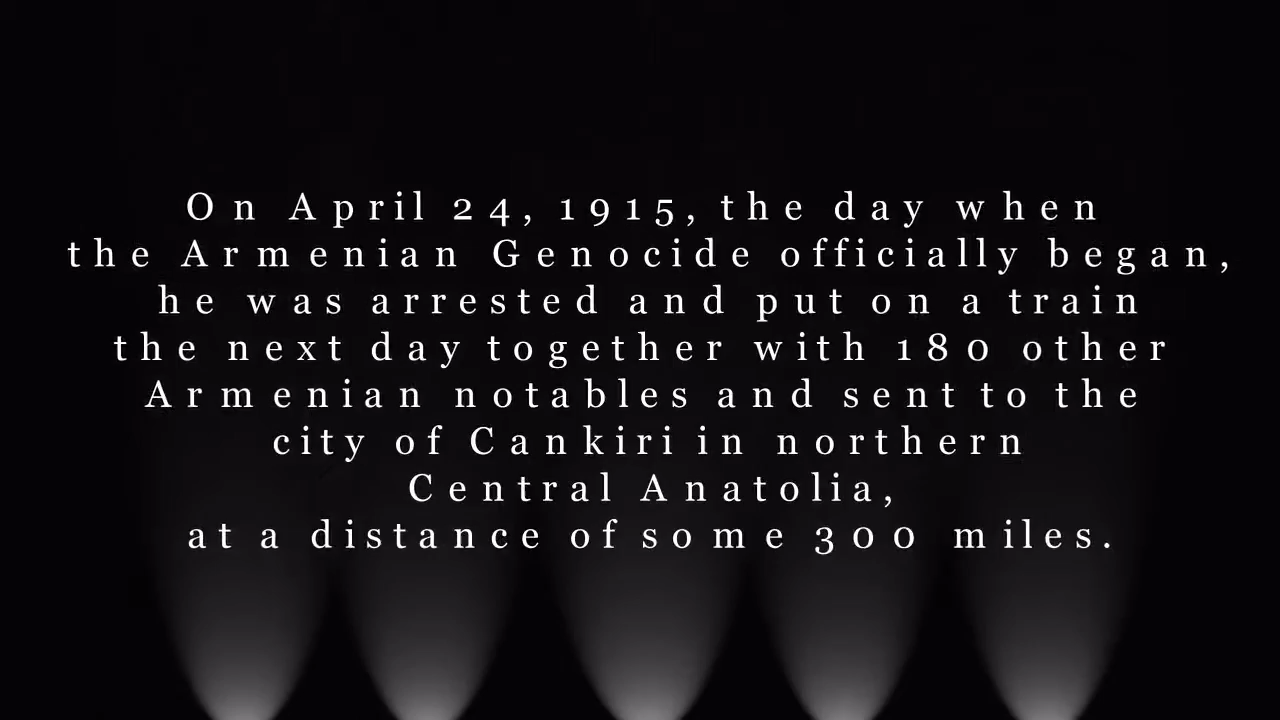 On April 24, 1915, the day when
the Armenian Genocide officially began,
he was arrested and put on a train
the next day together with 180 other
Armenian notables and sent to the
city of Cankiri in northern
Central Anatolia,
at a distance of some 300 miles.